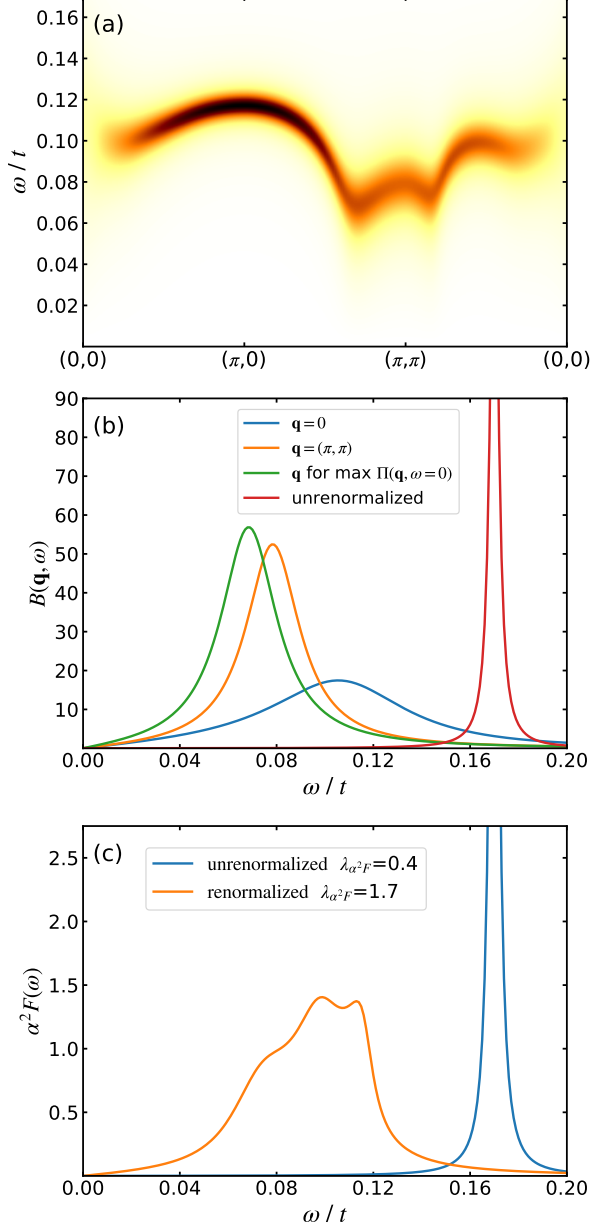 (a)
0.16
0.14
0.12
0.10
0.08
0.06
0.04
0.02
ω / t
(0,0) (π,0) (π,π) (0,0)
(b)
90
80
70
60
50
40
30
20
10
B(q,ω)
q = 0
q = (π, π)
q for max Π(q, ω = 0)
unrenormalized
0.00 0.04 0.08 0.12 0.16 0.20
ω / t
(c)
2.5
2.0
1.5
1.0
0.5
α²F(ω)
unrenormalized λα²F=0.4
renormalized λα²F=1.7
0.00 0.04 0.08 0.12 0.16 0.20
ω / t